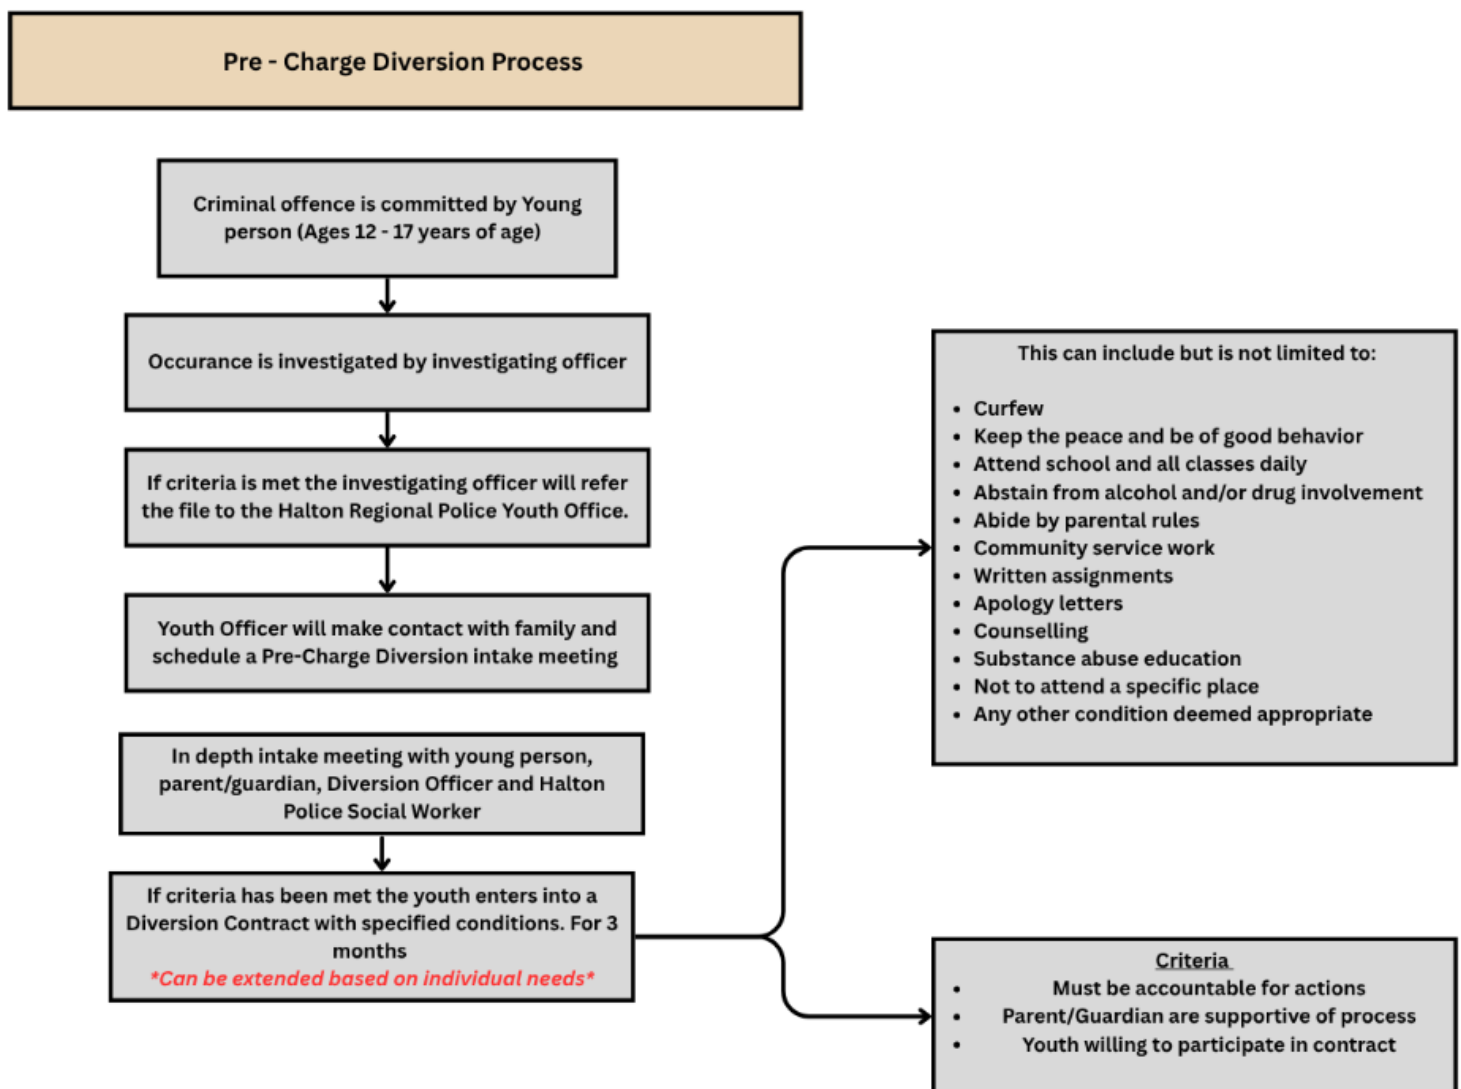 Pre - Charge Diversion Process
Criminal offence is committed by Young
person (Ages 12 - 17 years of age)
Occurance is investigated by investigating officer
If criteria is met the investigating officer will refer
the file to the Halton Regional Police Youth Office.
Youth Officer will make contact with family and
schedule a Pre-Charge Diversion intake meeting
In depth intake meeting with young person,
parent/guardian, Diversion Officer and Halton
Police Social Worker
If criteria has been met the youth enters into a
Diversion Contract with specified conditions. For 3
months
*Can be extended based on individual needs*
This can include but is not limited to:
• Curfew
• Keep the peace and be of good behavior
• Attend school and all classes daily
• Abstain from alcohol and/or drug involvement
• Abide by parental rules
• Community service work
• Written assignments
• Apology letters
• Counselling
• Substance abuse education
• Not to attend a specific place
• Any other condition deemed appropriate
Criteria
• Must be accountable for actions
• Parent/Guardian are supportive of process
• Youth willing to participate in contract